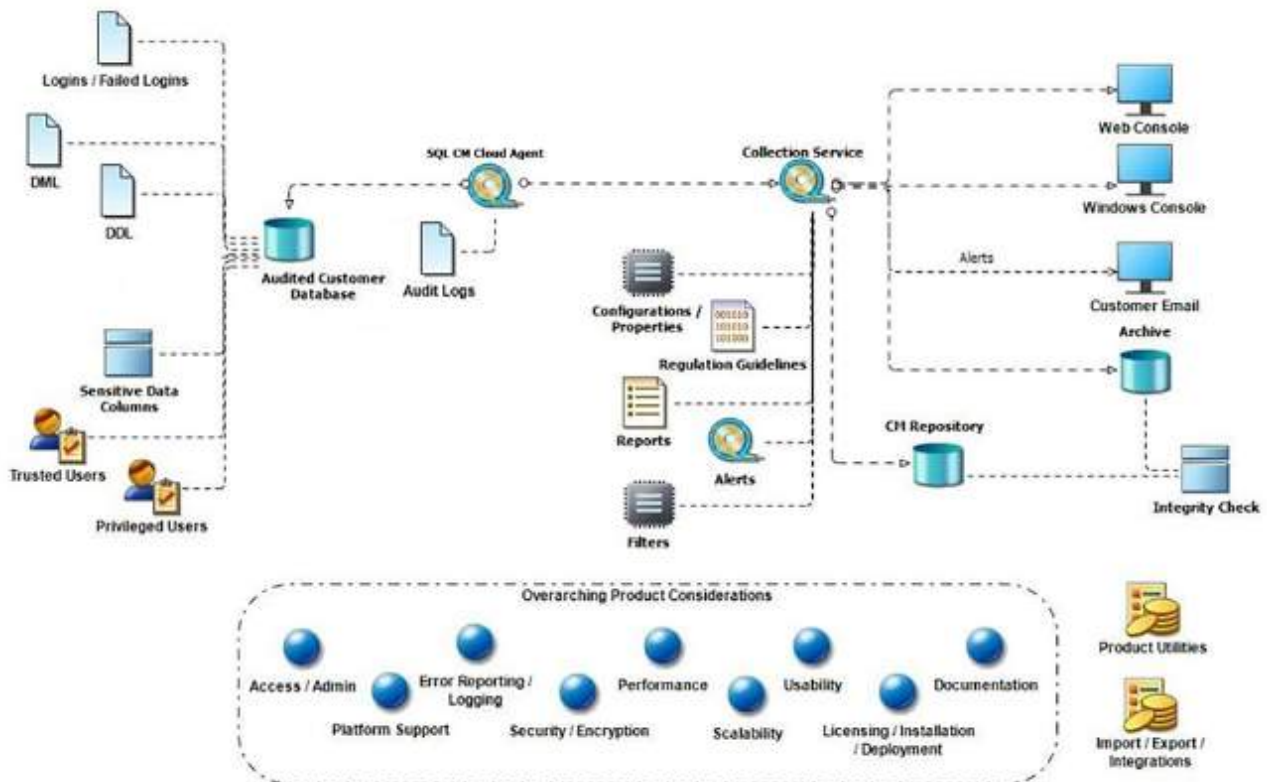 Logins / Failed Logins
DML
DDL
Audited Customer
Database
SQL CM Cloud Agent
Audit Logs
Sensitive Data
Columns
Trusted Users
Privileged Users
Collection Service
Configurations /
Properties
001010
101010
101000
Regulation Guidelines
Reports
Alerts
Filters
Web Console
Windows Console
Alerts
Customer Email
Archive
CM Repository
Integrity Check
Overarching Product Considerations
Access / Admin
Platform Support
Error Reporting /
Logging
Security / Encryption
Performance
Scalability
Usability
Licensing / Installation
/ Deployment
Documentation
Product Utilities
Import / Export /
Integrations